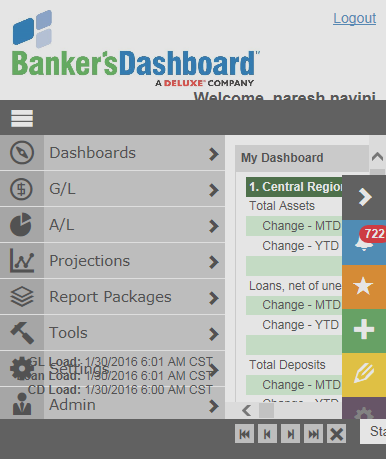 Logout
Banker'sDashboard™
A DELUXE COMPANY
Welcome, naresh navini
Dashboards
G/L
A/L
Projections
Report Packages
Tools
Settings
Admin
GL Load: 1/30/2016 6:01 AM CST
Loan Load: 1/30/2016 6:01 AM CST
CD Load: 1/30/2016 6:00 AM CST
My Dashboard
1. Central Region
Total Assets
Change - MTD
Change - YTD
Loans, net of une
Change - MTD
Change - YTD
Total Deposits
Change - MTD
722
Sta